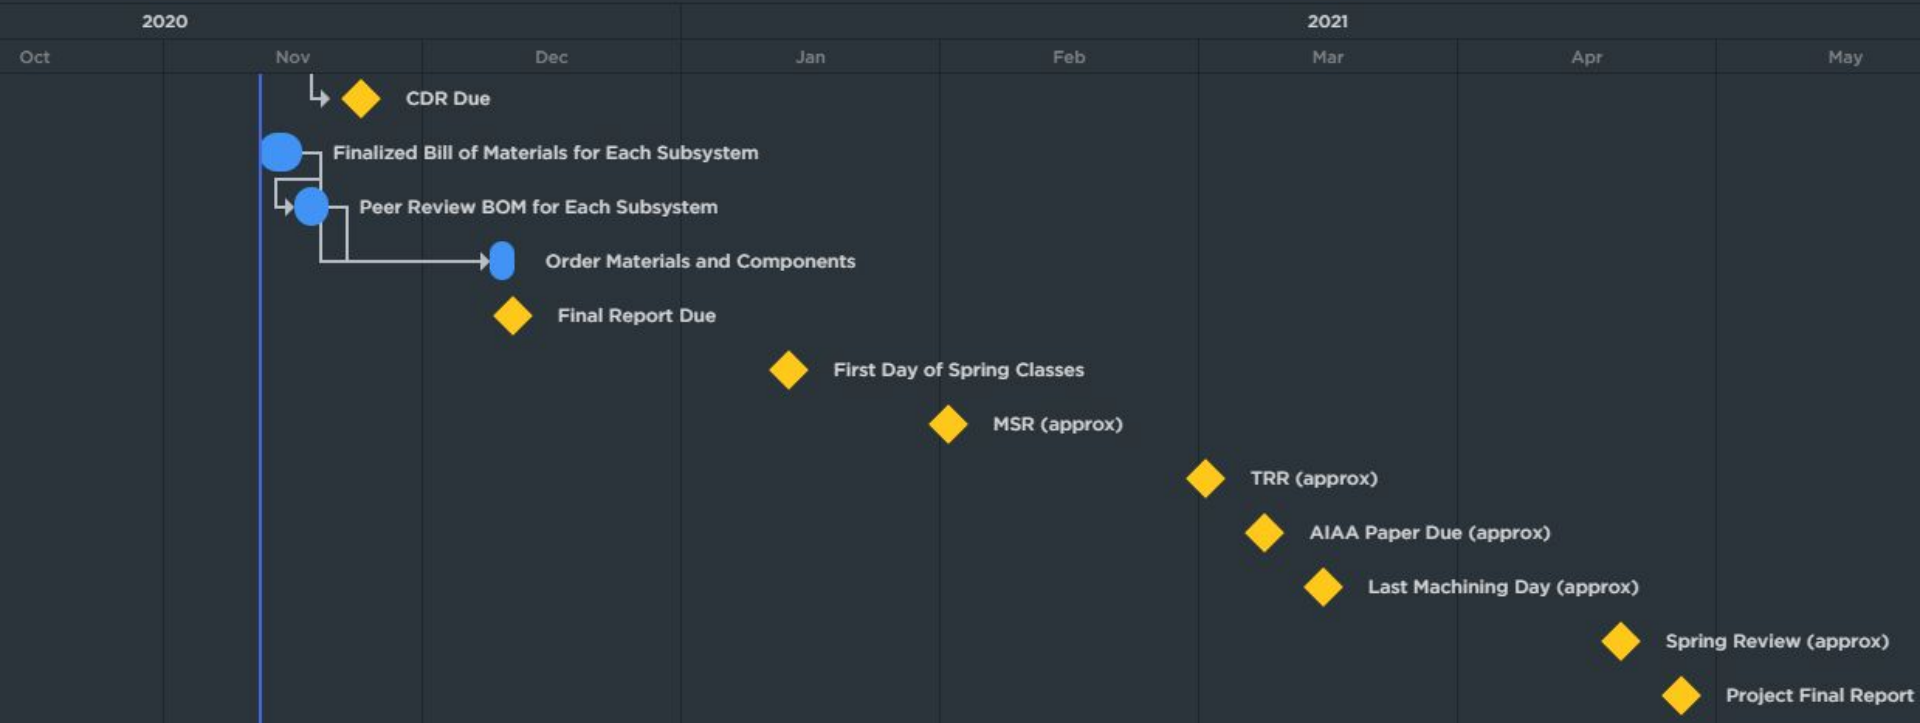 2020 2021
Oct Nov Dec Jan Feb Mar Apr May
CDR Due
Finalized Bill of Materials for Each Subsystem
Peer Review BOM for Each Subsystem
Order Materials and Components
Final Report Due
First Day of Spring Classes
MSR (approx)
TRR (approx)
AIAA Paper Due (approx)
Last Machining Day (approx)
Spring Review (approx)
Project Final Report